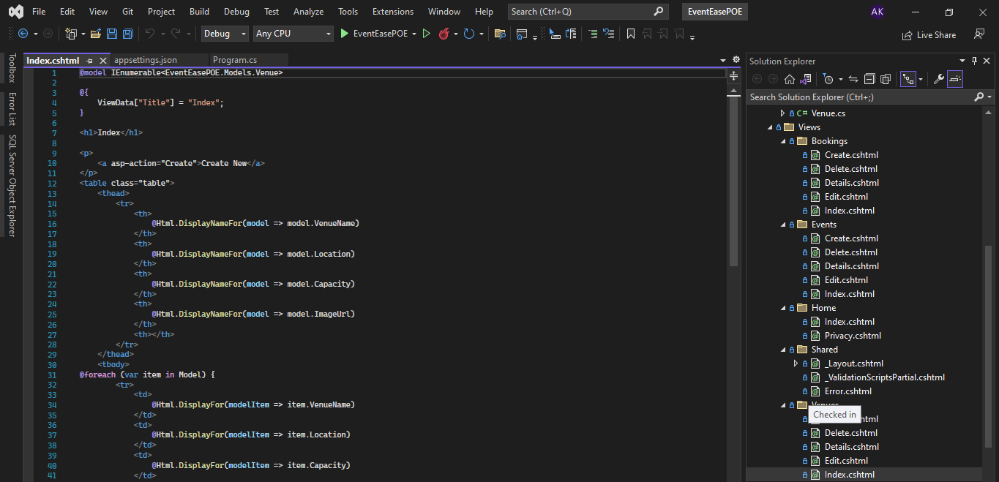 File Edit View Git Project Build Debug Test Analyze Tools Extensions Window Help Search (Ctrl+Q) EventEasePOE AK
Debug Any CPU EventEasePOE Live Share
Toolbox
Error List
SQL Server Object Explorer
Index.cshtml appsettings.json Program.cs
1 @model IEnumerable<EventEasePOE.Models.Venue>
2
3 @{
4 ViewData["Title"] = "Index";
5 }
6
7 <h1>Index</h1>
8
9 <p>
10 <a asp-action="Create">Create New</a>
11 </p>
12 <table class="table">
13 <thead>
14 <tr>
15 <th>
16 @Html.DisplayNameFor(model => model.VenueName)
17 </th>
18 <th>
19 @Html.DisplayNameFor(model => model.Location)
20 </th>
21 <th>
22 @Html.DisplayNameFor(model => model.Capacity)
23 </th>
24 <th>
25 @Html.DisplayNameFor(model => model.ImageUrl)
26 </th>
27 <th></th>
28 </tr>
29 </thead>
30 <tbody>
31 @foreach (var item in Model) {
32 <tr>
33 <td>
34 @Html.DisplayFor(modelItem => item.VenueName)
35 </td>
36 <td>
37 @Html.DisplayFor(modelItem => item.Location)
38 </td>
39 <td>
40 @Html.DisplayFor(modelItem => item.Capacity)
41 </td>
Solution Explorer
Search Solution Explorer (Ctrl+;)
C# Venue.cs
Views
Bookings
Create.cshtml
Delete.cshtml
Details.cshtml
Edit.cshtml
Index.cshtml
Events
Create.cshtml
Delete.cshtml
Details.cshtml
Edit.cshtml
Index.cshtml
Home
Index.cshtml
Privacy.cshtml
Shared
_Layout.cshtml
_ValidationScriptsPartial.cshtml
Error.cshtml
Venues
Checked in
Delete.cshtml
Details.cshtml
Edit.cshtml
Index.cshtml